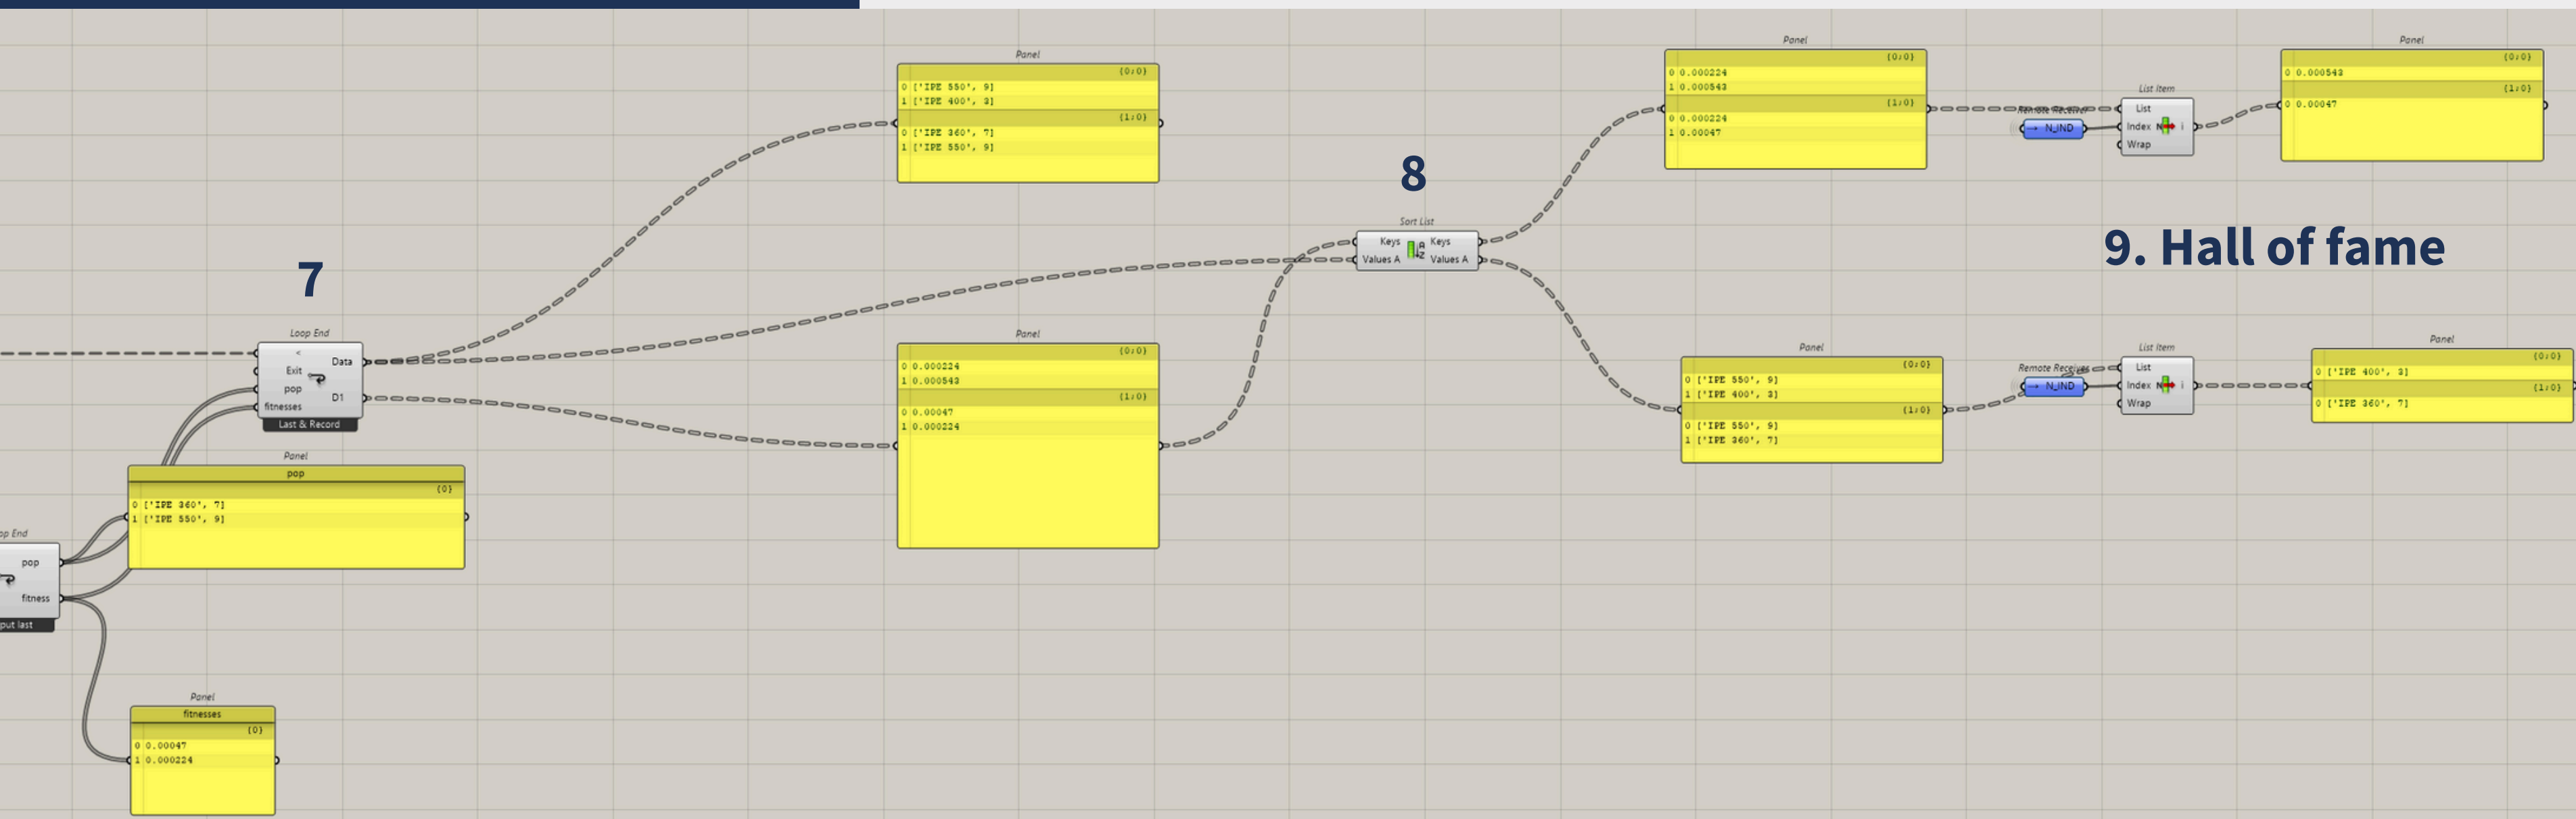 7
Loop End
<
Exit
pop
fitnesses
Data
D1
Last & Record
Panel
pop
{0}
0 ['IPE 360', 7]
1 ['IPE 550', 9]
op End
pop
fitness
put last
Panel
fitnesses
{0}
0 0.00047
1 0.000224
Panel
{0;0}
0 ['IPE 550', 9]
1 ['IPE 400', 3]
{1;0}
0 ['IPE 360', 7]
1 ['IPE 550', 9]
Panel
{0;0}
0 0.000224
1 0.000543
{1;0}
0 0.00047
1 0.000224
8
Sort List
Keys
Values A
A
Z
Keys
Values A
Panel
{0;0}
0 0.000224
1 0.000543
{1;0}
0 0.000224
1 0.00047
Remote Receiver
N_IND
List Item
List
Index
Wrap
N
i
Panel
{0;0}
0 0.000543
{1;0}
0 0.00047
9. Hall of fame
Panel
{0;0}
0 ['IPE 550', 9]
1 ['IPE 400', 3]
{1;0}
0 ['IPE 550', 9]
1 ['IPE 360', 7]
Remote Receiver
N_IND
List Item
List
Index
Wrap
N
i
Panel
{0;0}
0 ['IPE 400', 3]
{1;0}
0 ['IPE 360', 7]